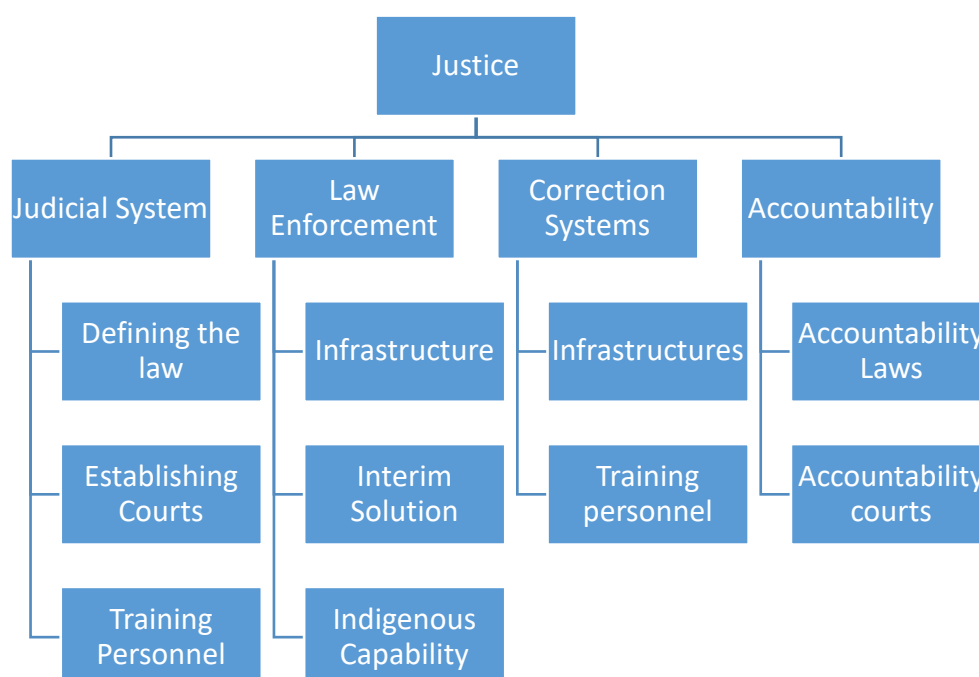 Justice
Judicial System
Law
Enforcement
Correction
Systems
Accountability
Defining the
law
Infrastructure
Infrastructures
Accountability
Laws
Establishing
Courts
Interim
Solution
Training
personnel
Accountability
courts
Training
Personnel
Indigenous
Capability